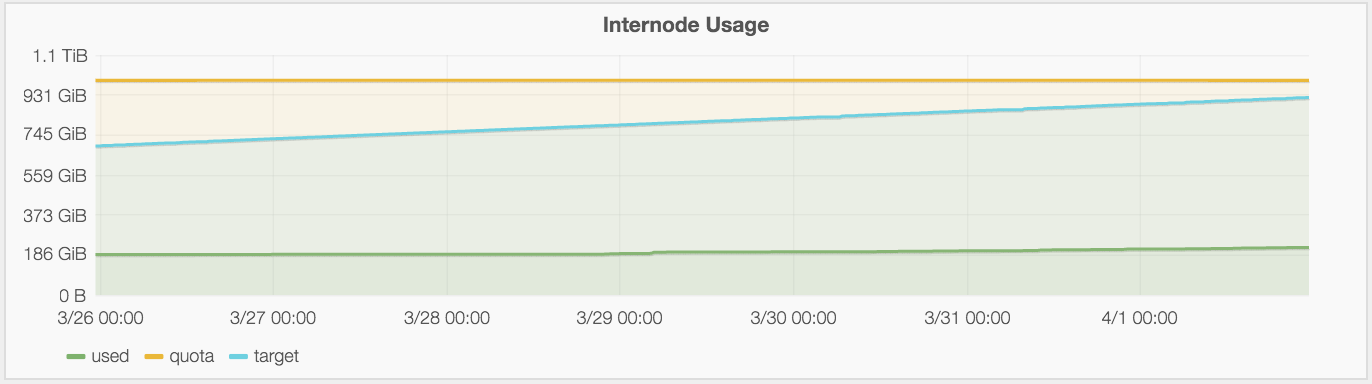 Internode Usage
1.1 TiB
931 GiB
745 GiB
559 GiB
373 GiB
186 GiB
0 B
3/26 00:00 3/27 00:00 3/28 00:00 3/29 00:00 3/30 00:00 3/31 00:00 4/1 00:00
used quota target